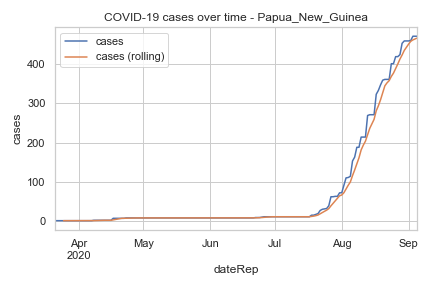 COVID-19 cases over time - Papua_New_Guinea
cases
cases (rolling)
400
300
200
100
0
cases
Apr
2020
May
Jun
Jul
Aug
Sep
dateRep